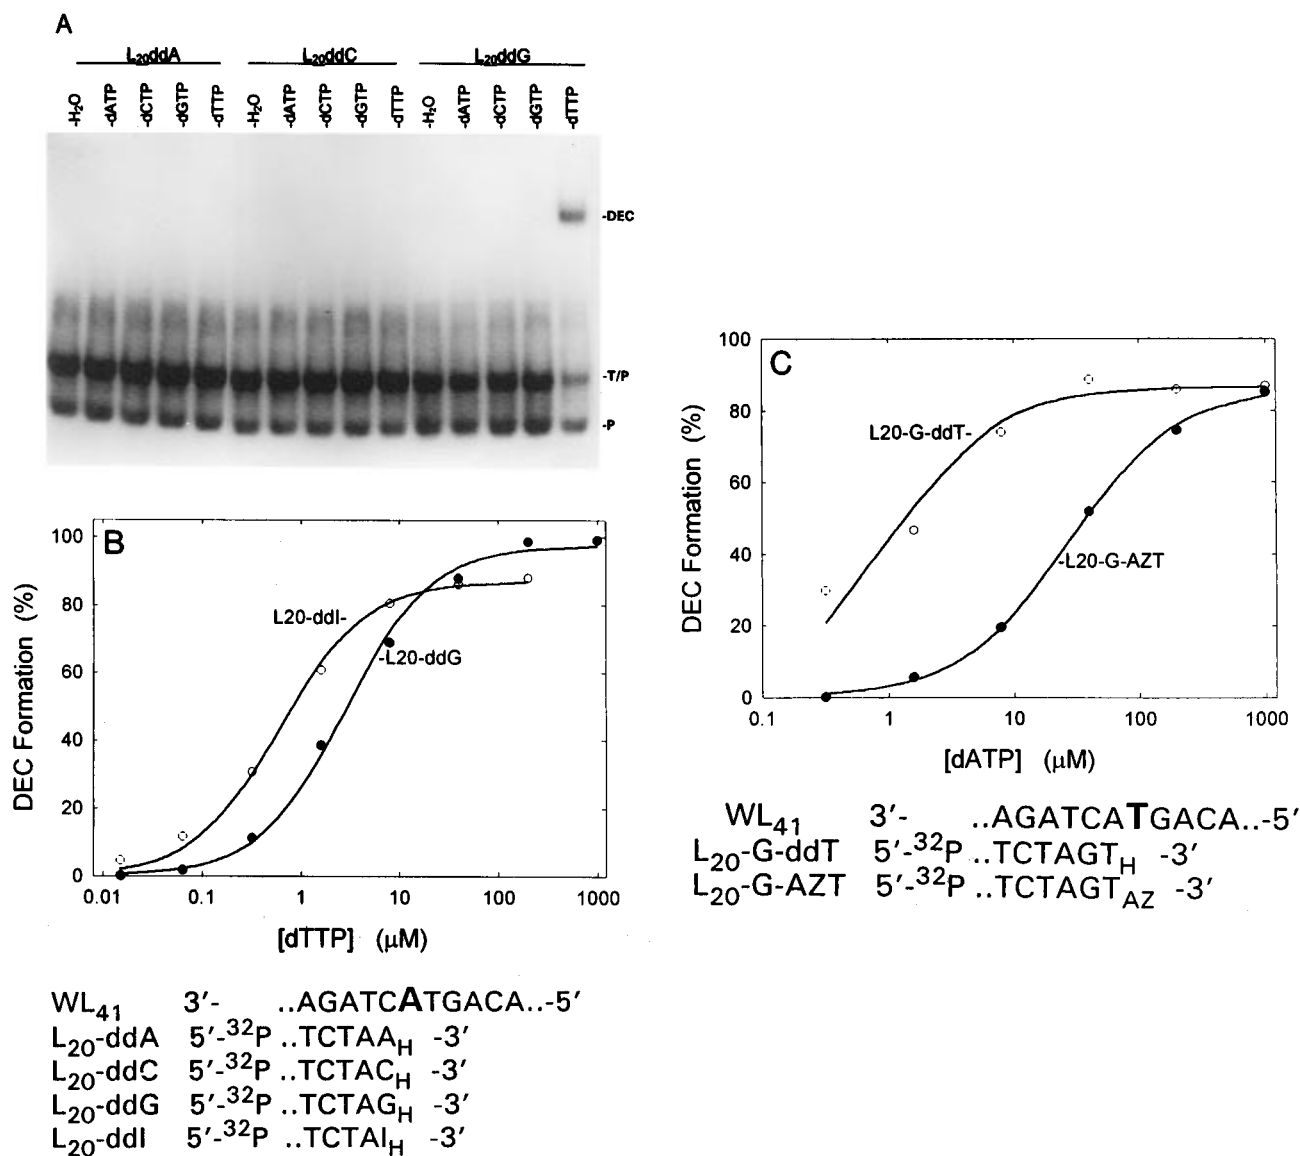 A
L20ddA L20ddC L20ddG
-H2O -dATP -dCTP -dGTP -dTTP -H2O -dATP -dCTP -dGTP -dTTP -H2O -dATP -dCTP -dGTP -dTTP
-DEC
-T/P
-P
B
DEC Formation (%)
100
80
60
40
20
0
L20-ddI-
-L20-ddG
0.01 0.1 1 10 100 1000
[dTTP] (μM)
WL41 3′- ..AGATCATGACA..-5′
L20-ddA 5′-32P ..TCTAAH -3′
L20-ddC 5′-32P ..TCTACH -3′
L20-ddG 5′-32P ..TCTAGH -3′
L20-ddI 5′-32P ..TCTAIH -3′
C
DEC Formation (%)
100
80
60
40
20
0
L20-G-ddT-
-L20-G-AZT
0.1 1 10 100 1000
[dATP] (μM)
WL41 3′- ..AGATCATGACA..-5′
L20-G-ddT 5′-32P ..TCTAGTH -3′
L20-G-AZT 5′-32P ..TCTAGTAZ -3′